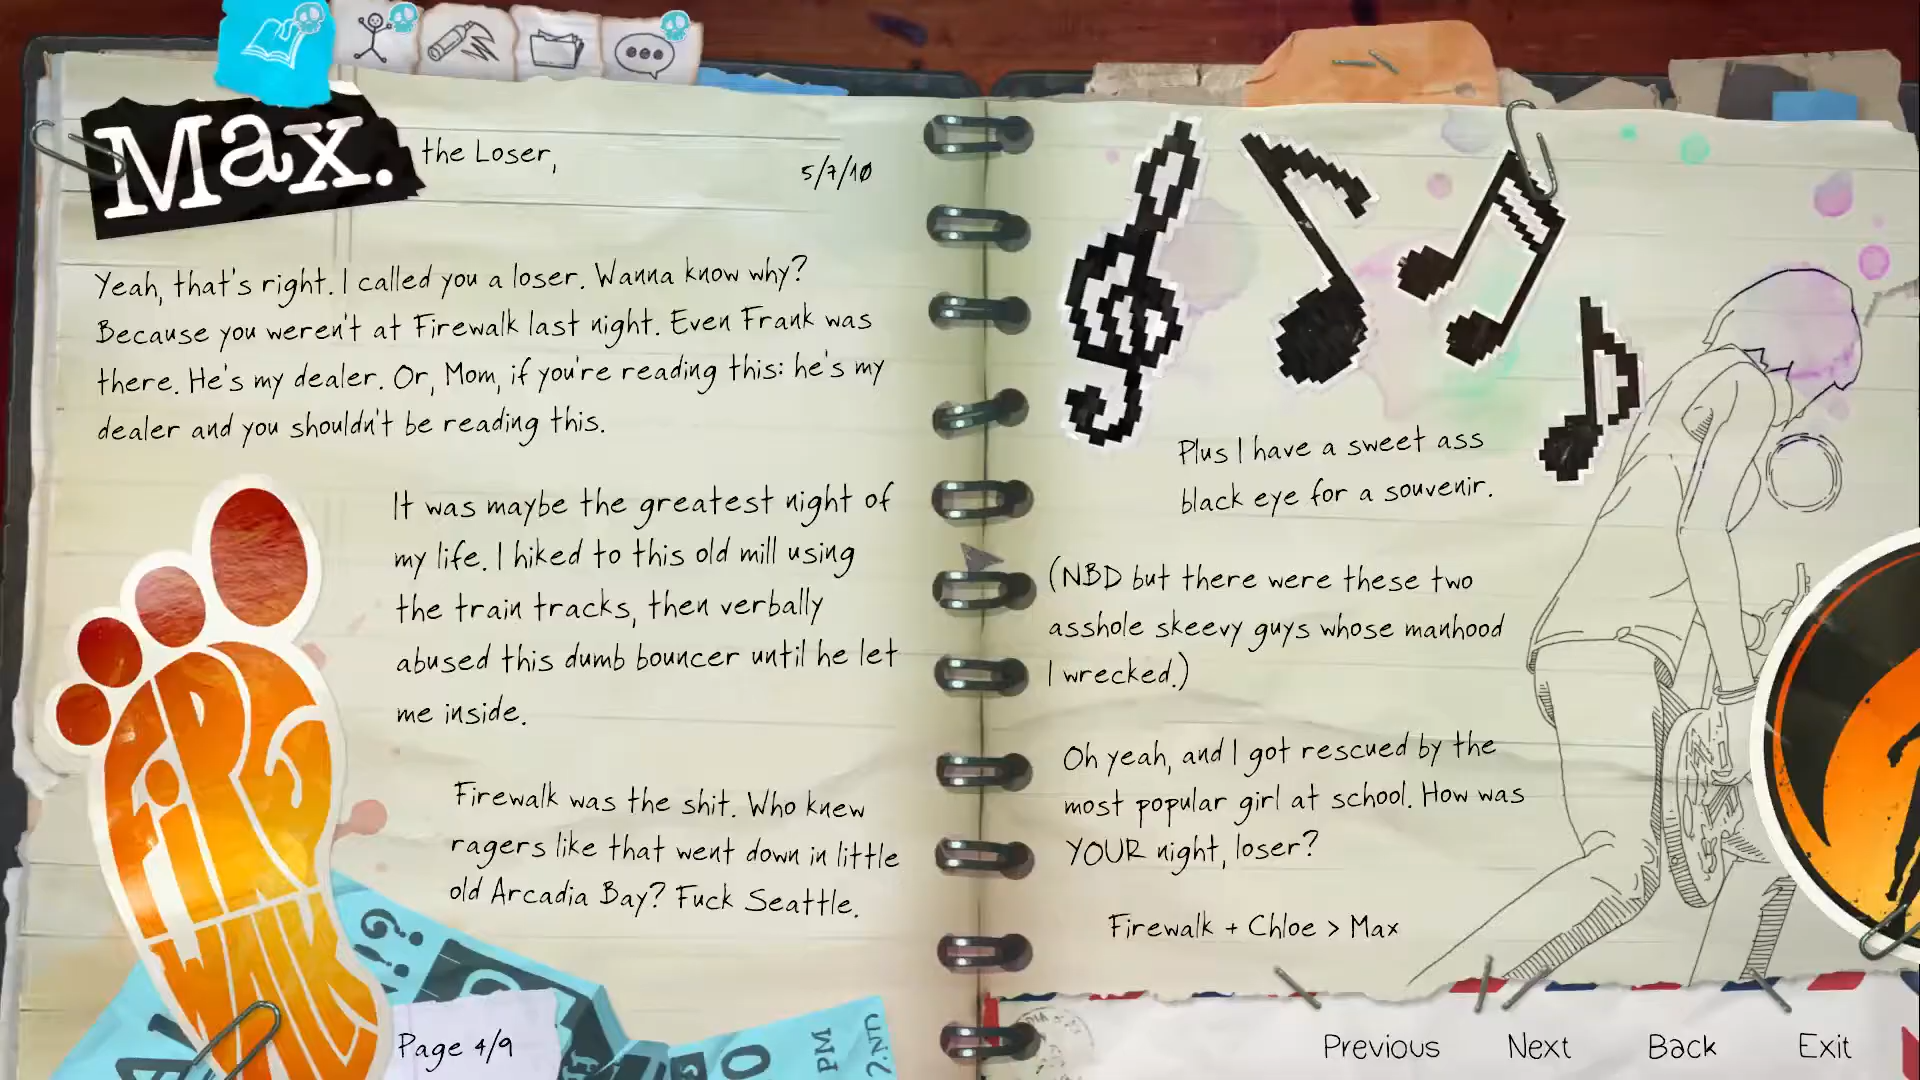 Max. the Loser,
5/7/10
Yeah, that's right. I called you a loser. Wanna know why?
Because you weren't at Firewalk last night. Even Frank was
there. He's my dealer. Or, Mom, if you're reading this: he's my
dealer and you shouldn't be reading this.
It was maybe the greatest night of
my life. I hiked to this old mill using
the train tracks, then verbally
abused this dumb bouncer until he let
me inside.
Firewalk was the shit. Who knew
ragers like that went down in little
old Arcadia Bay? Fuck Seattle.
FIRE
WALK
PM
Page 4/9
Plus I have a sweet ass
black eye for a souvenir.
(NBD but there were these two
asshole skeevy guys whose manhood
I wrecked.)
Oh yeah, and I got rescued by the
most popular girl at school. How was
YOUR night, loser?
Firewalk + Chloe > Max
Previous Next Back Exit